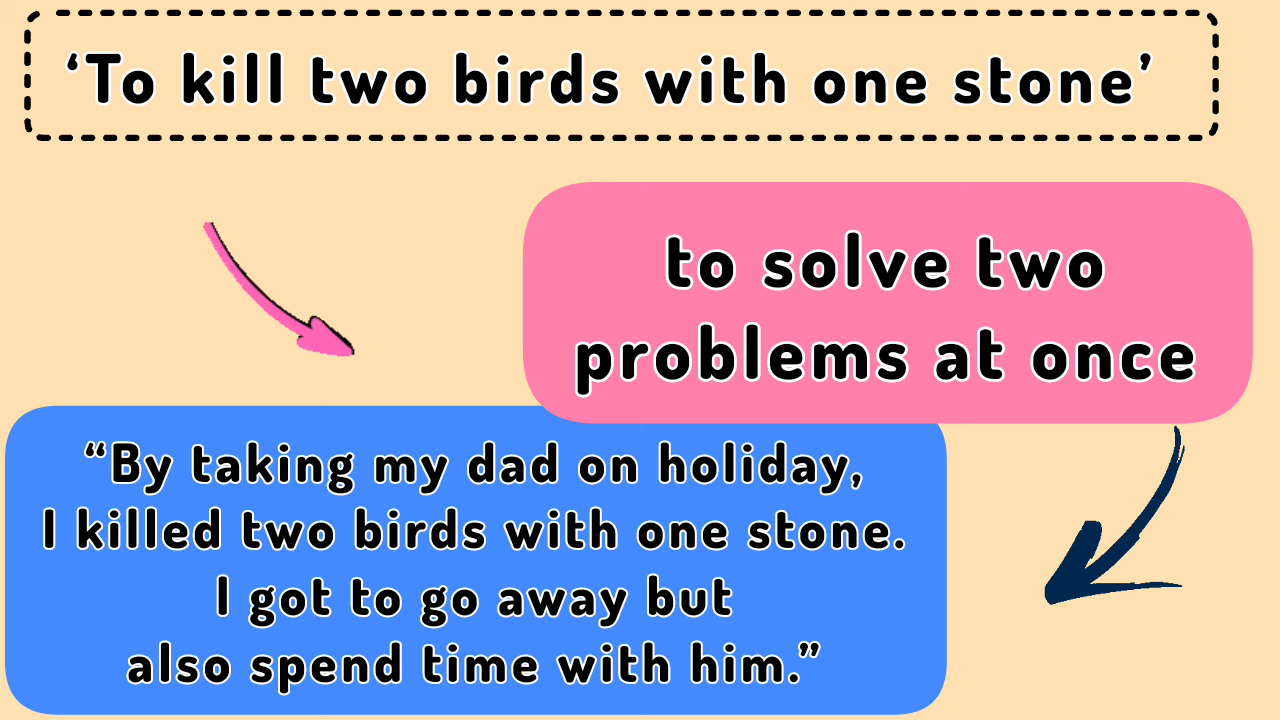 ‘To kill two birds with one stone’
to solve two
problems at once
“By taking my dad on holiday,
I killed two birds with one stone.
I got to go away but
also spend time with him.”